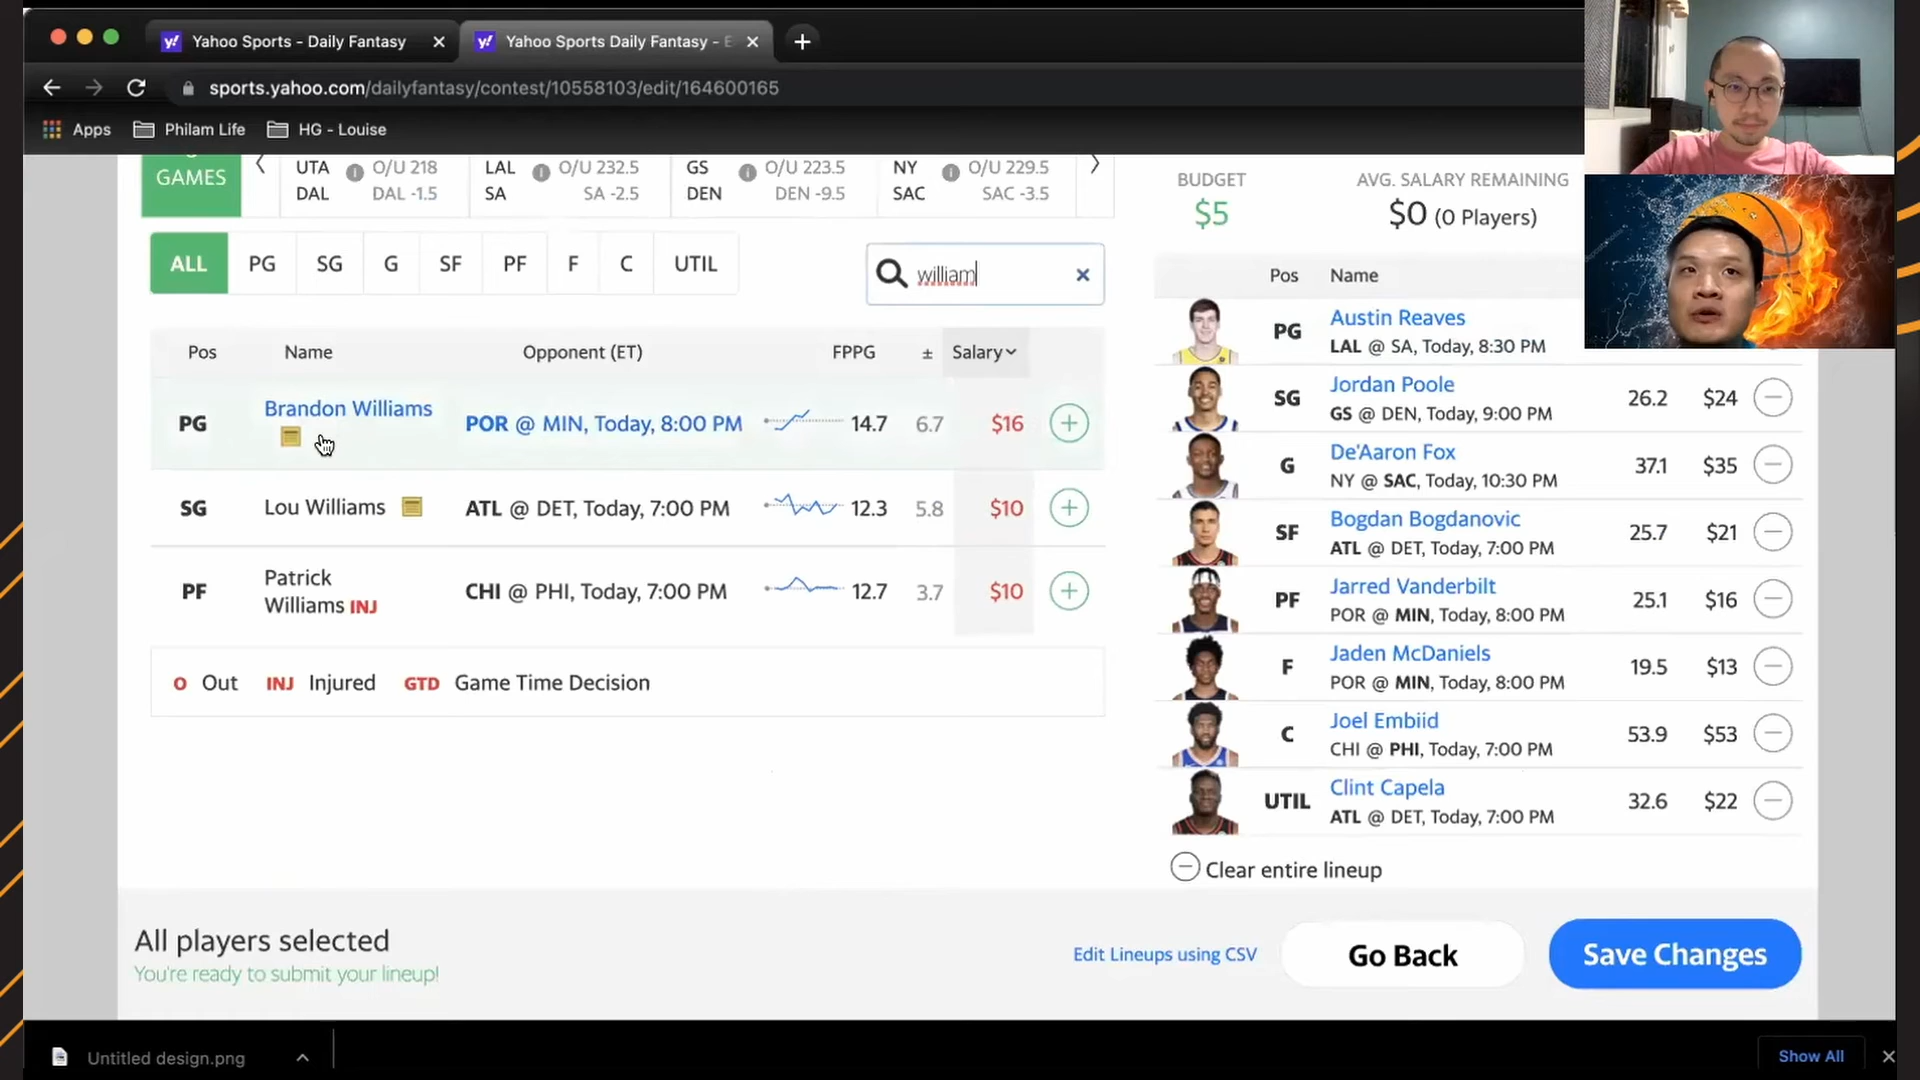 Yahoo Sports - Daily Fantasy
Yahoo Sports Daily Fantasy - E
sports.yahoo.com/dailyfantasy/contest/10558103/edit/164600165
Apps
Philam Life
HG - Louise
GAMES
UTA O/U 218
DAL DAL -1.5
LAL O/U 232.5
SA SA -2.5
GS O/U 223.5
DEN DEN -9.5
NY O/U 229.5
SAC SAC -3.5
BUDGET
$5
AVG. SALARY REMAINING
$0 (0 Players)
ALL PG SG G SF PF F C UTIL
william
Pos Name Opponent (ET) FPPG ± Salary
PG Brandon Williams POR @ MIN, Today, 8:00 PM 14.7 6.7 $16
SG Lou Williams ATL @ DET, Today, 7:00 PM 12.3 5.8 $10
PF Patrick
Williams INJ CHI @ PHI, Today, 7:00 PM 12.7 3.7 $10
O Out INJ Injured GTD Game Time Decision
Pos Name
PG Austin Reaves
LAL @ SA, Today, 8:30 PM
SG Jordan Poole 26.2 $24
GS @ DEN, Today, 9:00 PM
G De'Aaron Fox 37.1 $35
NY @ SAC, Today, 10:30 PM
SF Bogdan Bogdanovic 25.7 $21
ATL @ DET, Today, 7:00 PM
PF Jarred Vanderbilt 25.1 $16
POR @ MIN, Today, 8:00 PM
F Jaden McDaniels 19.5 $13
POR @ MIN, Today, 8:00 PM
C Joel Embiid 53.9 $53
CHI @ PHI, Today, 7:00 PM
UTIL Clint Capela 32.6 $22
ATL @ DET, Today, 7:00 PM
Clear entire lineup
All players selected
You're ready to submit your lineup!
Edit Lineups using CSV
Go Back
Save Changes
Untitled design.png
Show All